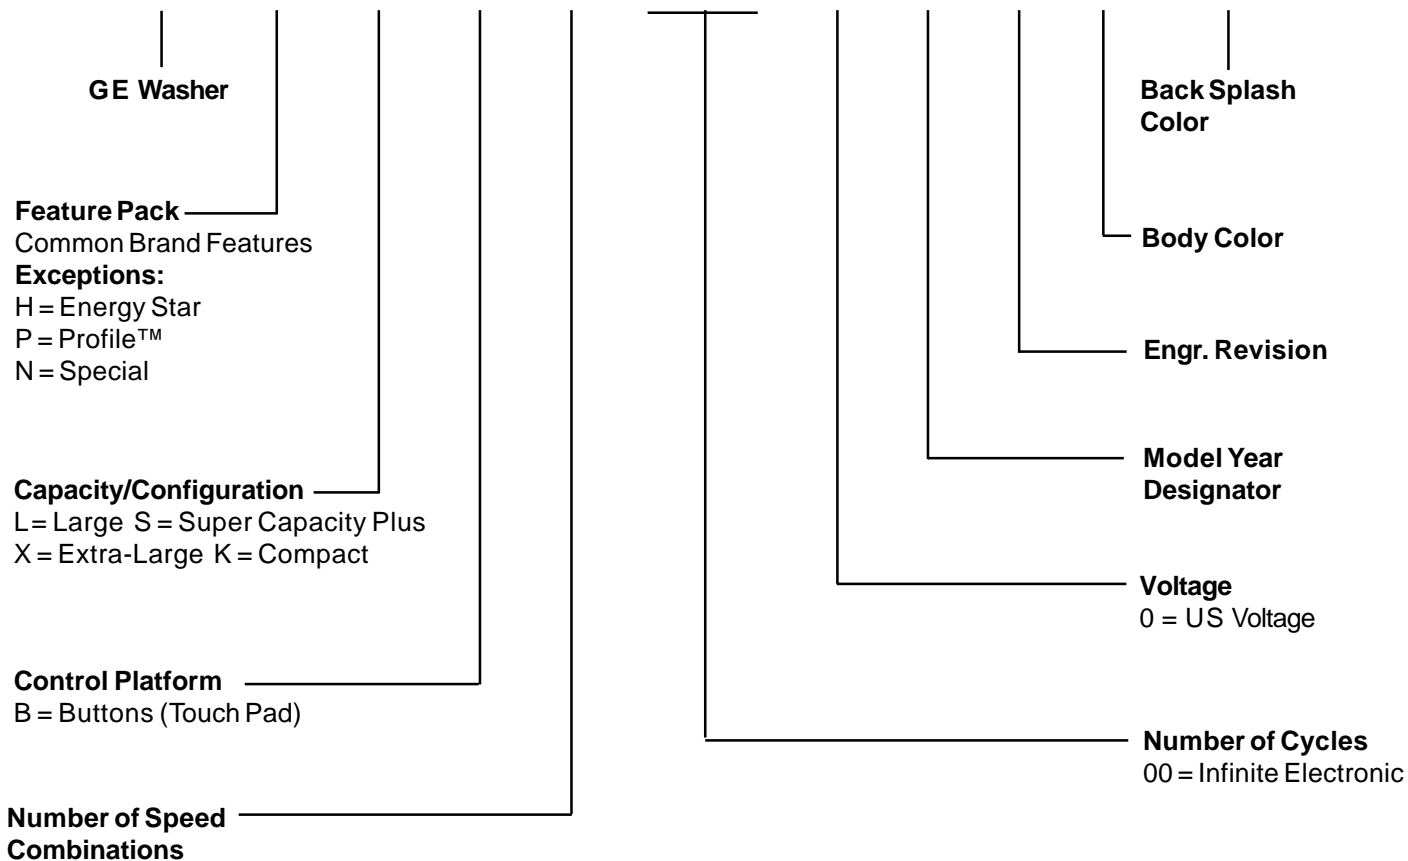 GE Washer
Feature Pack
Common Brand Features
Exceptions:
H = Energy Star
P = Profile™
N = Special
Capacity/Configuration
L = Large S = Super Capacity Plus
X = Extra-Large K = Compact
Control Platform
B = Buttons (Touch Pad)
Number of Speed
Combinations
Back Splash
Color
Body Color
Engr. Revision
Model Year
Designator
Voltage
0 = US Voltage
Number of Cycles
00 = Infinite Electronic